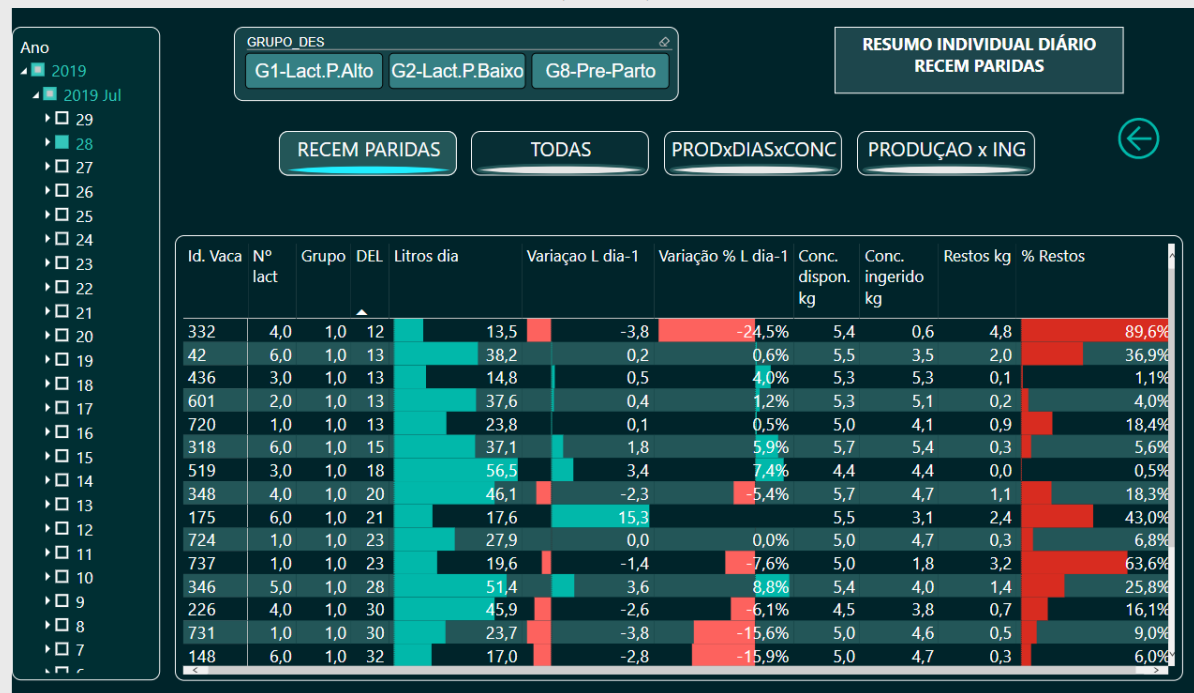 Ano
2019
2019 Jul
29
28
27
26
25
24
23
22
21
20
19
18
17
16
15
14
13
12
11
10
9
8
7
GRUPO_DES
G1-Lact.P.Alto G2-Lact.P.Baixo G8-Pre-Parto
RESUMO INDIVIDUAL DIÁRIO
RECEM PARIDAS
RECEM PARIDAS TODAS PRODxDIASxCONC PRODUÇAO x ING
Id. Vaca Nº lact Grupo DEL Litros dia Variaçao L dia-1 Variação % L dia-1 Conc. dispon. kg Conc. ingerido kg Restos kg % Restos
332 4,0 1,0 12 13,5 -3,8 -24,5% 5,4 0,6 4,8 89,6%
42 6,0 1,0 13 38,2 0,2 0,6% 5,5 3,5 2,0 36,9%
436 3,0 1,0 13 14,8 0,5 4,0% 5,3 5,3 0,1 1,1%
601 2,0 1,0 13 37,6 0,4 1,2% 5,3 5,1 0,2 4,0%
720 1,0 1,0 13 23,8 0,1 0,5% 5,0 4,1 0,9 18,4%
318 6,0 1,0 15 37,1 1,8 5,9% 5,7 5,4 0,3 5,6%
519 3,0 1,0 18 56,5 3,4 7,4% 4,4 4,4 0,0 0,5%
348 4,0 1,0 20 46,1 -2,3 -5,4% 5,7 4,7 1,1 18,3%
175 6,0 1,0 21 17,6 15,3 5,5 3,1 2,4 43,0%
724 1,0 1,0 23 27,9 0,0 0,0% 5,0 4,7 0,3 6,8%
737 1,0 1,0 23 19,6 -1,4 -7,6% 5,0 1,8 3,2 63,6%
346 5,0 1,0 28 51,4 3,6 8,8% 5,4 4,0 1,4 25,8%
226 4,0 1,0 30 45,9 -2,6 -6,1% 4,5 3,8 0,7 16,1%
731 1,0 1,0 30 23,7 -3,8 -15,6% 5,0 4,6 0,5 9,0%
148 6,0 1,0 32 17,0 -2,8 -15,9% 5,0 4,7 0,3 6,0%